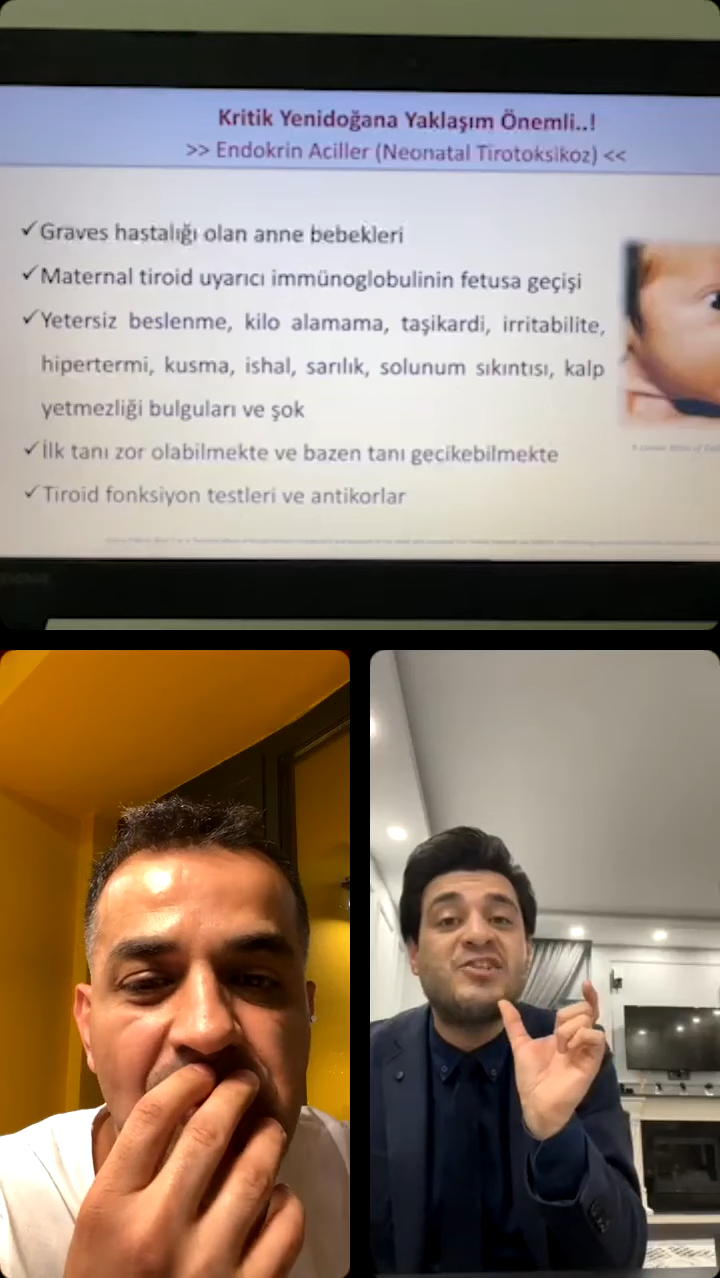 Kritik Yenidoğana Yaklaşım Önemli..!
>> Endokrin Aciller (Neonatal Tirotoksikoz) <<
✓Graves hastalığı olan anne bebekleri
✓Maternal tiroid uyarıcı immünoglobulinin fetusa geçişi
✓Yetersiz beslenme, kilo alamama, taşikardi, irritabilite,
hipertermi, kusma, ishal, sarılık, solunum sıkıntısı, kalp
yetmezliği bulguları ve şok
✓İlk tanı zor olabilmekte ve bazen tanı gecikebilmekte
✓Tiroid fonksiyon testleri ve antikorlar